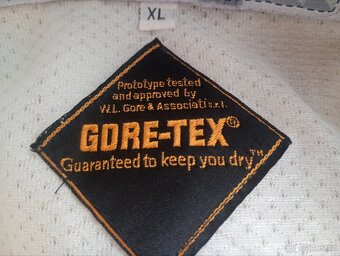 XL
Prototype tested
and approved by
W.L. Gore & Associati s.r.l.
GORE-TEX®
Guaranteed to keep you dry™